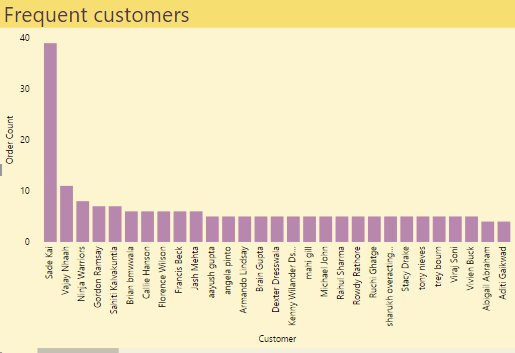 Frequent customers
40
30
20
10
0
Order Count
Sade Kai
Vajay Nhaah
Ninja Warriors
Gordon Ramsay
Sahiti Kalvakuntla
Brian bmwwala
Callie Hanson
Florence Wilson
Francis Beck
Jash Mehta
aayush gupta
angela pinto
Armando Lindsay
Brain Gupta
Dexter Dresswala
Kenny Wilander Ds...
mahi gill
Michael John
Rahul Sharma
Rowdy Rathore
Ruchi Ghatge
sharukh overacting...
Stacy Drake
tony nieves
trey bourn
Viraj Soni
Vivien Buck
Abigail Abraham
Aditi Gaikwad
Customer